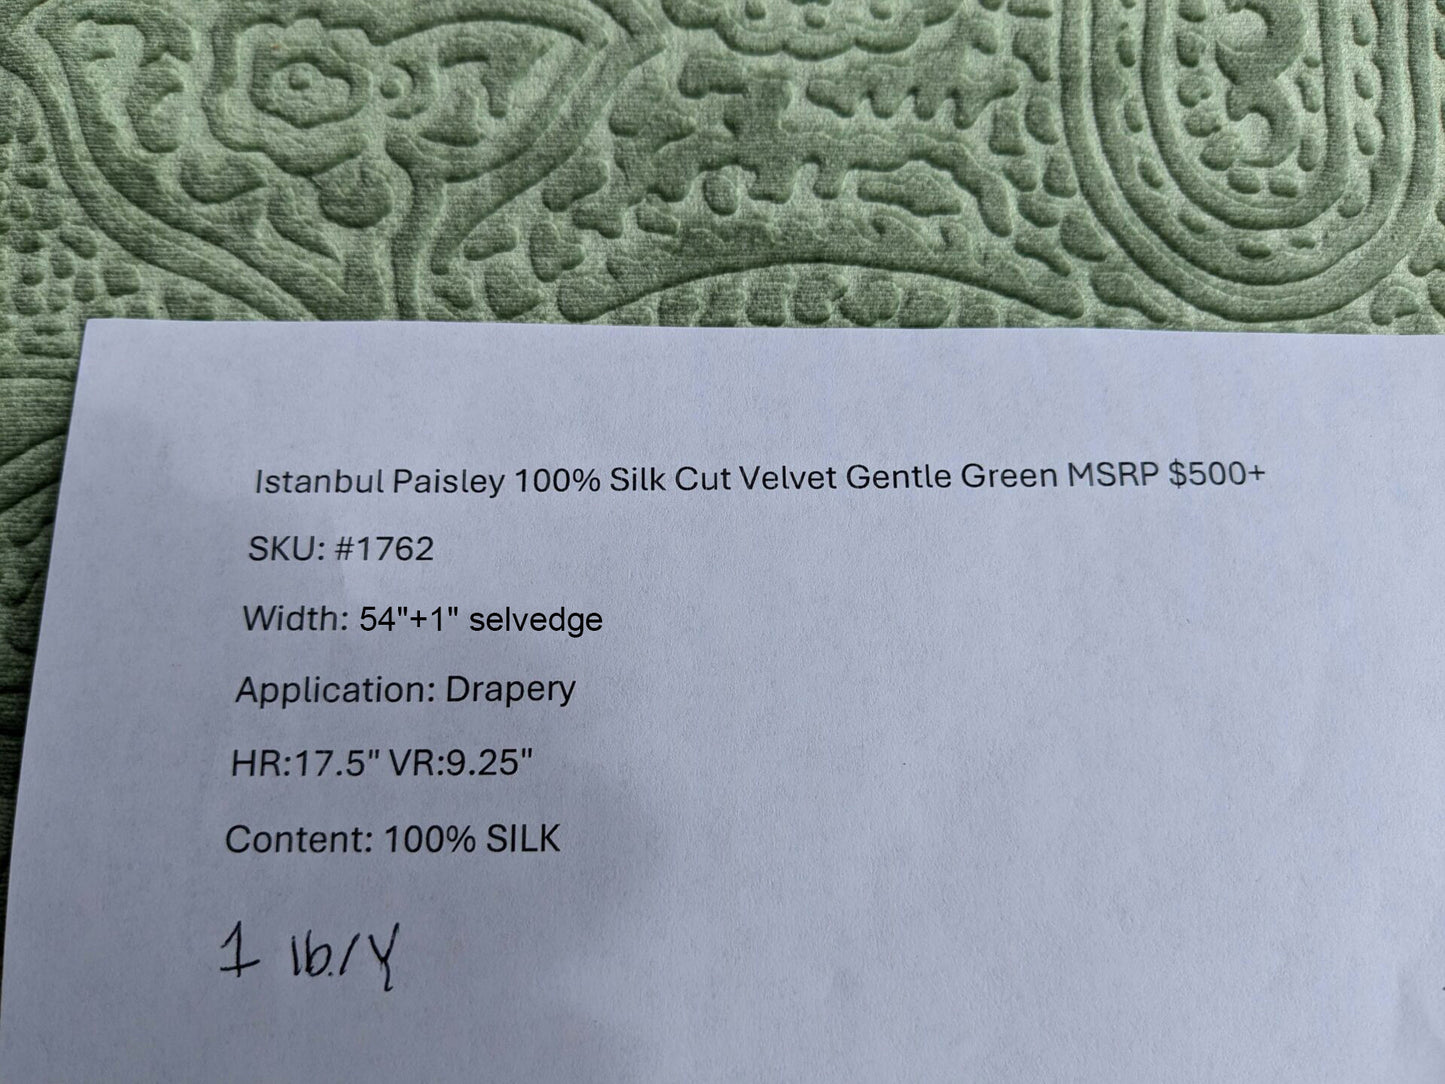 Istanbul Paisley 100% Silk Cut Velvet Gentle Green MSRP $500+
SKU: #1762
Width: 54"+1" selvedge
Application: Drapery
HR:17.5" VR:9.25"
Content: 100% SILK
1 lb./Y